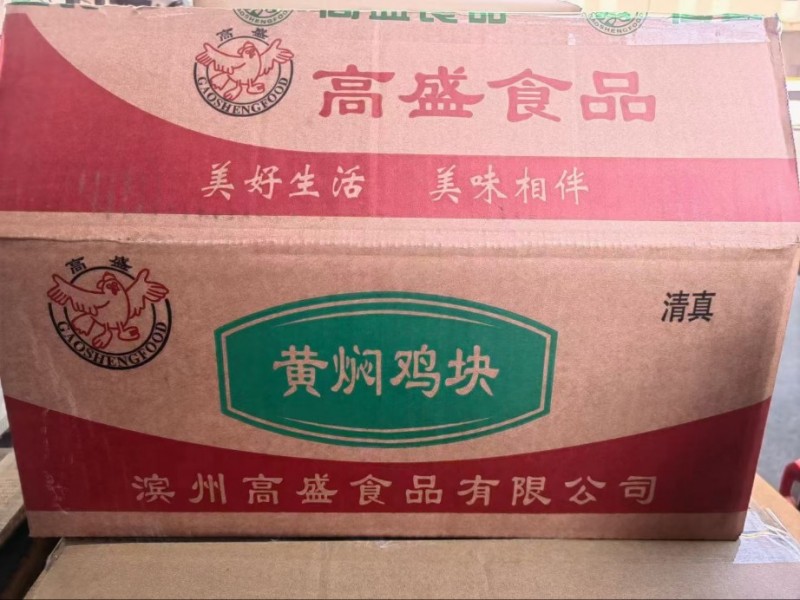 高盛食品
高盛
GAOSHENGFOOD
高盛食品
美好生活 美味相伴
高盛
GAOSHENGFOOD
清真
黄焖鸡块
滨州高盛食品有限公司